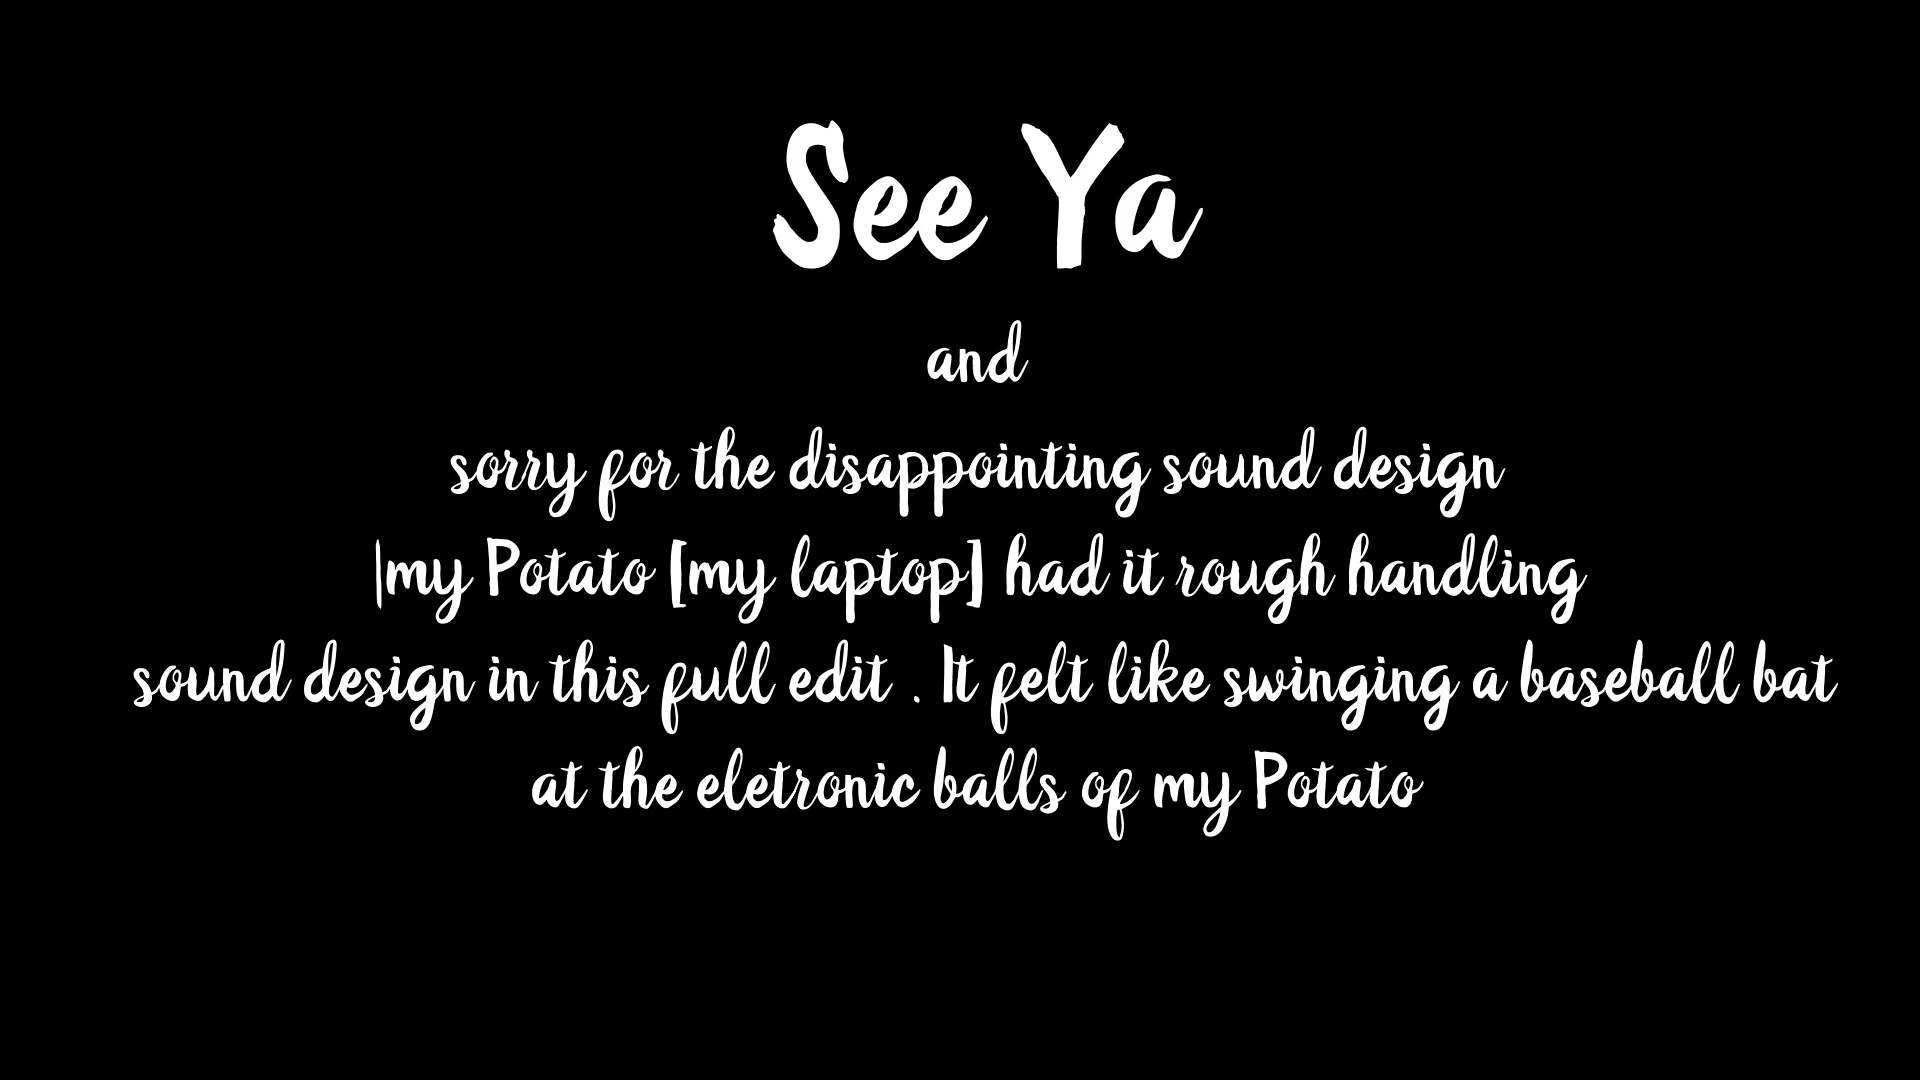 See Ya
and
sorry for the disappointing sound design
|my Potato [my laptop] had it rough handling
sound design in this full edit . It felt like swinging a baseball bat
at the eletronic balls of my Potato